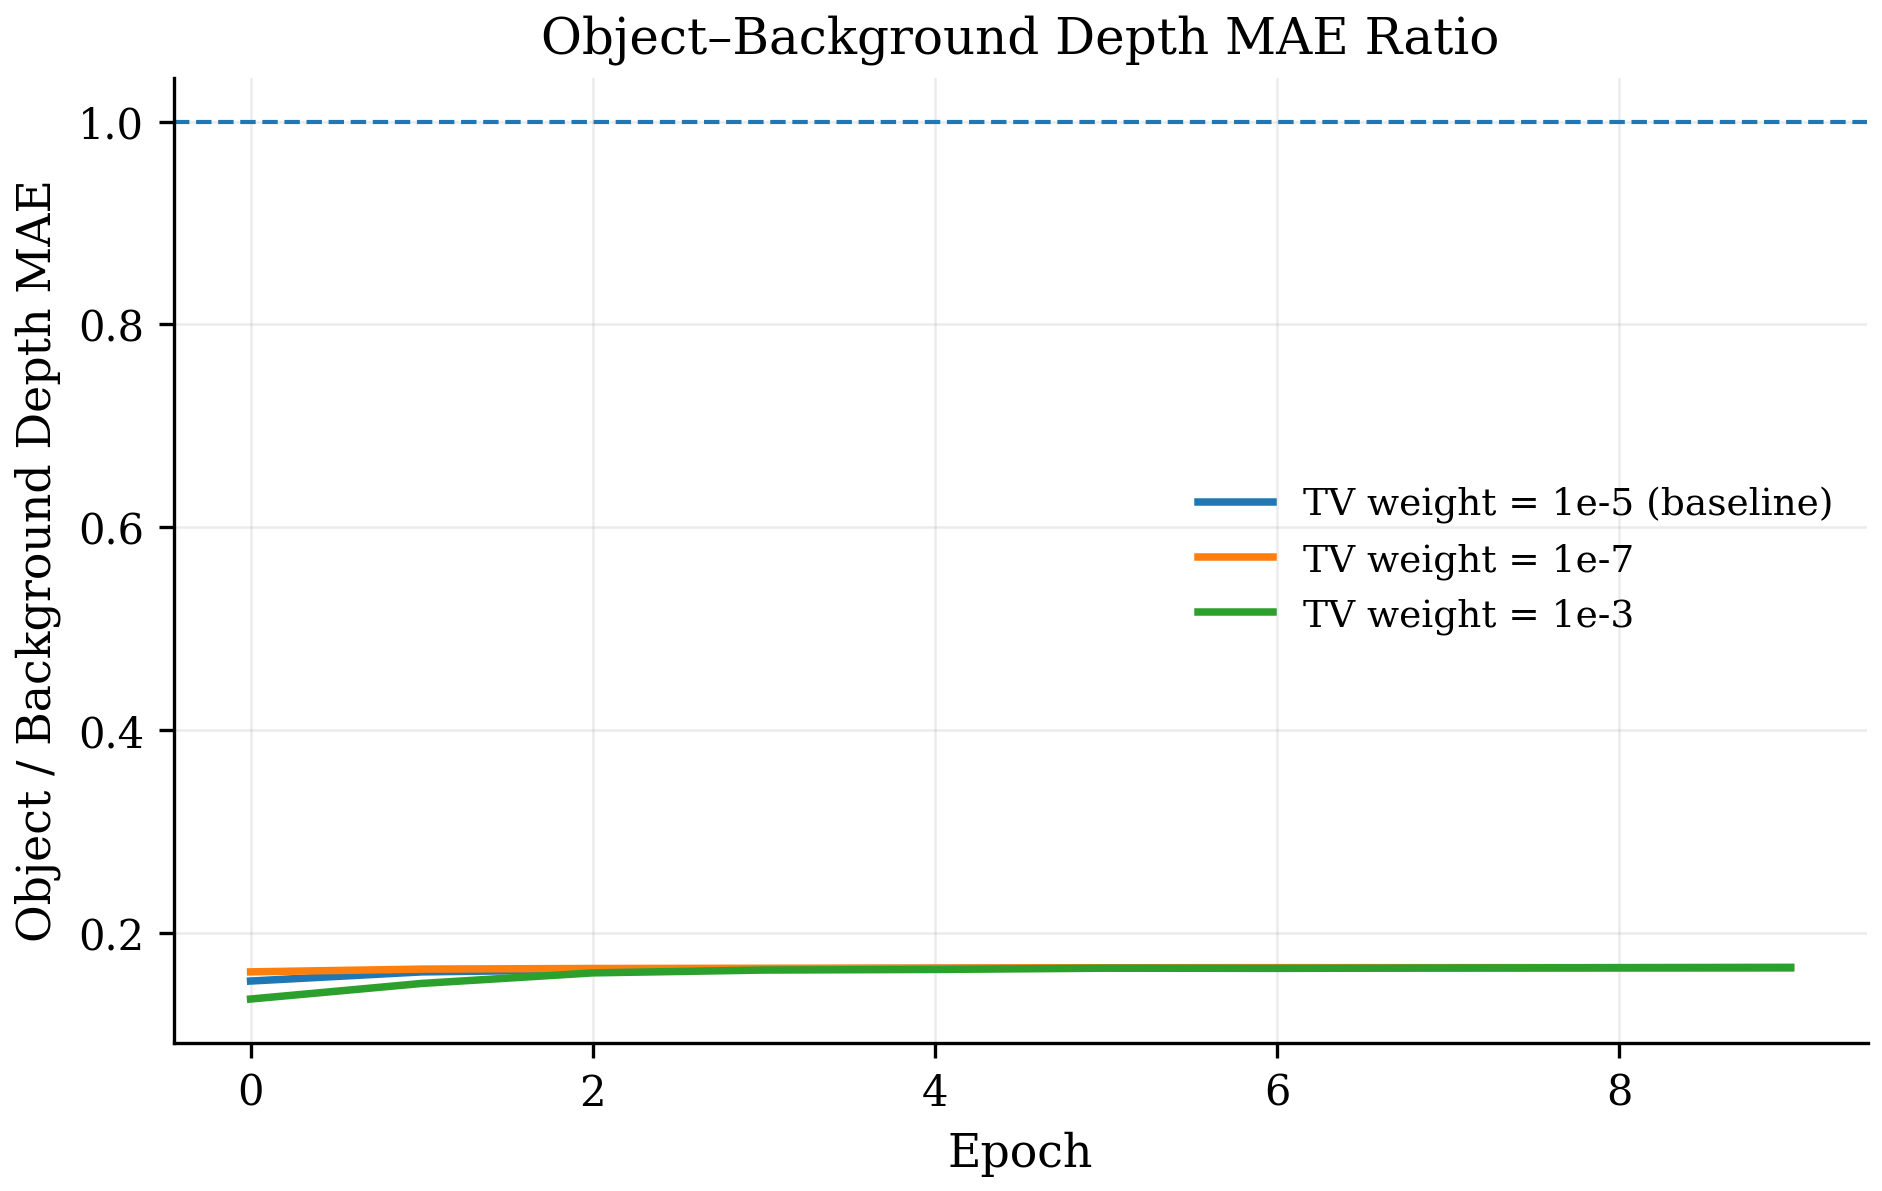 Object–Background Depth MAE Ratio
Object / Background Depth MAE
1.0
0.8
0.6
0.4
0.2
TV weight = 1e-5 (baseline)
TV weight = 1e-7
TV weight = 1e-3
0 2 4 6 8
Epoch